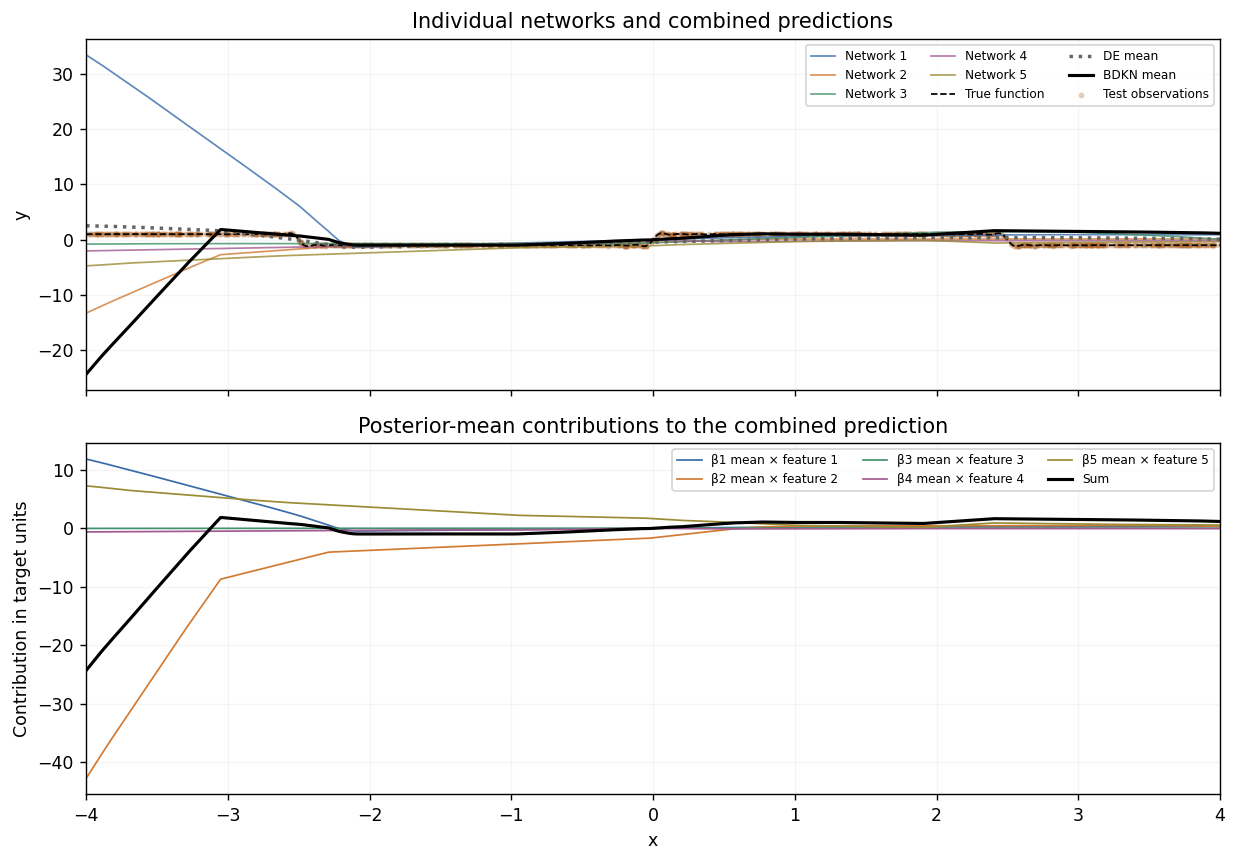 Individual networks and combined predictions
Network 1
Network 2
Network 3
Network 4
Network 5
True function
DE mean
BDKN mean
Test observations
y
30
20
10
0
−10
−20
Posterior-mean contributions to the combined prediction
β1 mean × feature 1
β2 mean × feature 2
β3 mean × feature 3
β4 mean × feature 4
β5 mean × feature 5
Sum
Contribution in target units
10
0
−10
−20
−30
−40
−4 −3 −2 −1 0 1 2 3 4
x